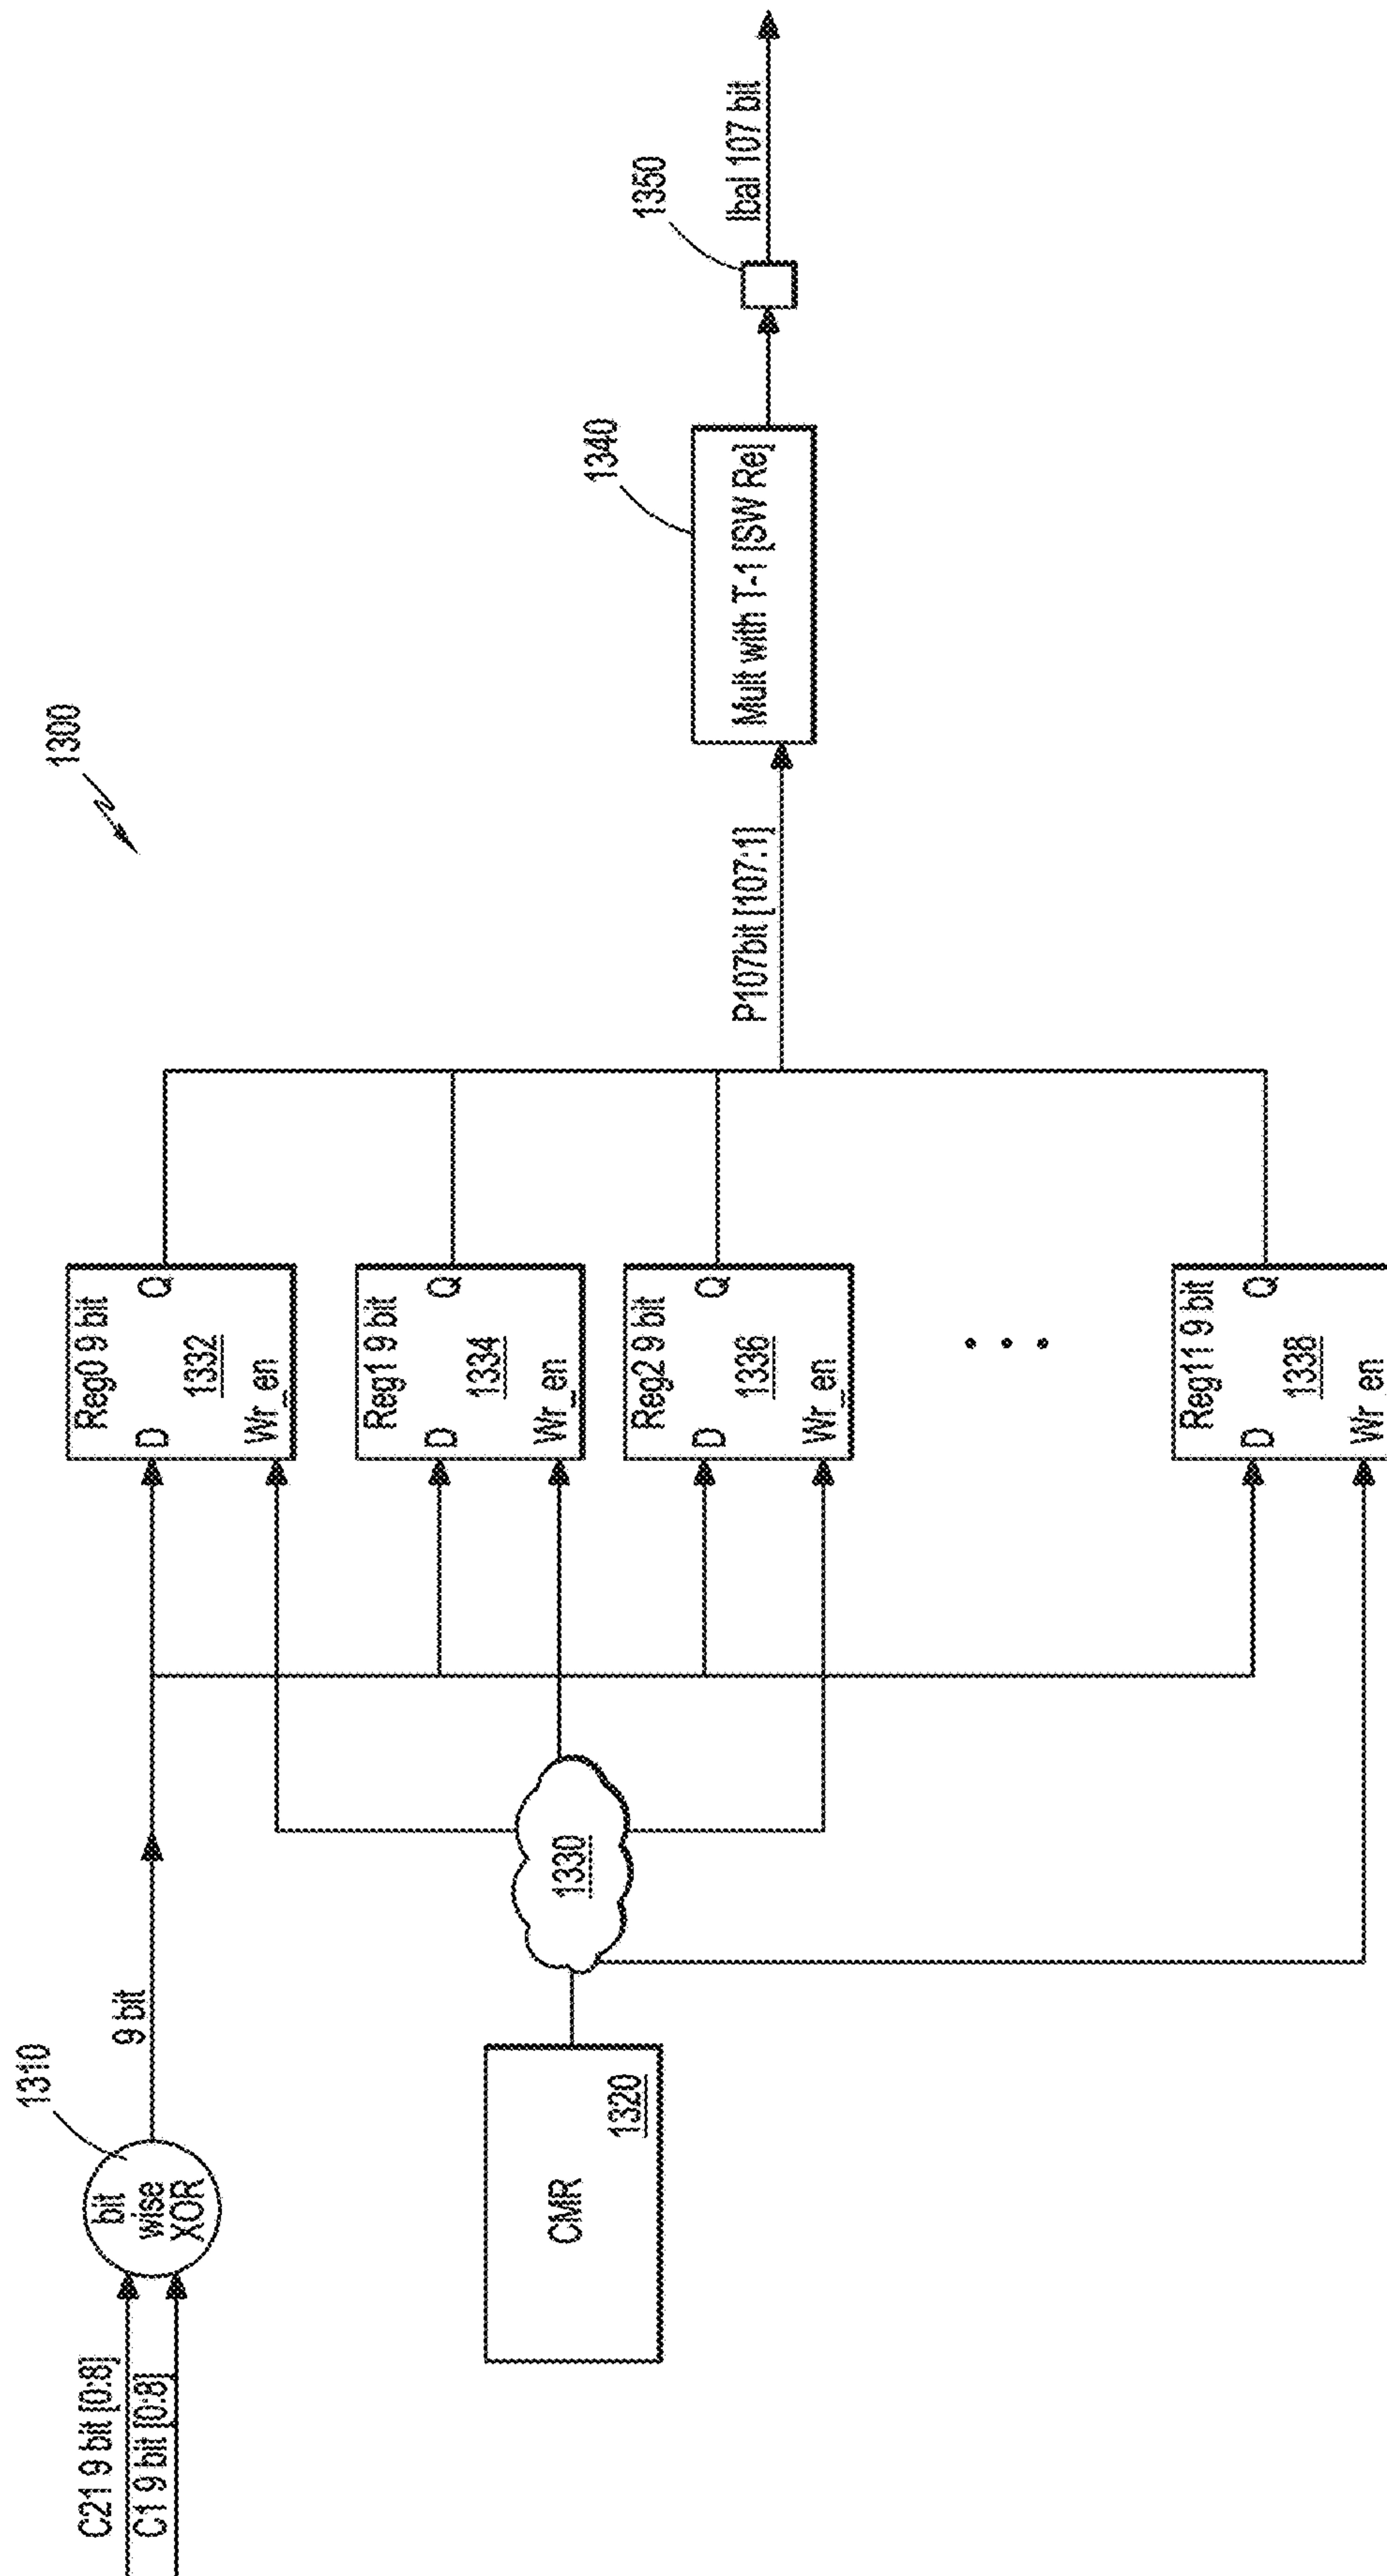 1300
C21 9 bit [0:8]
C1 9 bit [0:8]
bit
wise
XOR
1310
9 bit
CMR
1320
1330
Reg0 9 bit
D
Q
1332
Wr_en
Reg1 9 bit
D
Q
1334
Wr_en
Reg2 9 bit
D
Q
1336
Wr_en
Reg11 9 bit
D
Q
1338
Wr_en
P107bit [107:1]
1340
Mult with T-1 [SW Re]
1350
Ibal 107 bit